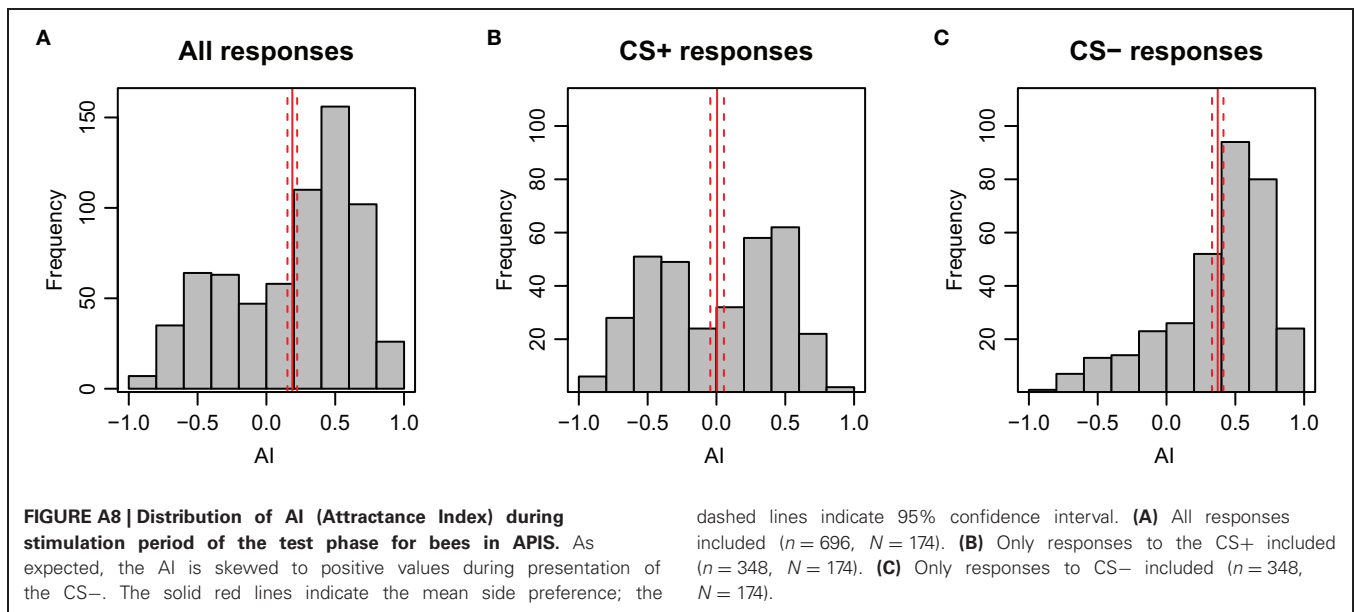 A
All responses
B
CS+ responses
C
CS− responses
Frequency
0
50
100
150
−1.0
−0.5
0.0
0.5
1.0
AI
Frequency
20
40
60
80
100
−1.0
−0.5
0.0
0.5
1.0
AI
Frequency
20
40
60
80
100
−1.0
−0.5
0.0
0.5
1.0
AI
FIGURE A8 | Distribution of AI (Attractance Index) during
stimulation period of the test phase for bees in APIS. As
expected, the AI is skewed to positive values during presentation of
the CS−. The solid red lines indicate the mean side preference; the
dashed lines indicate 95% confidence interval. (A) All responses
included (n = 696, N = 174). (B) Only responses to the CS+ included
(n = 348, N = 174). (C) Only responses to CS− included (n = 348,
N = 174).